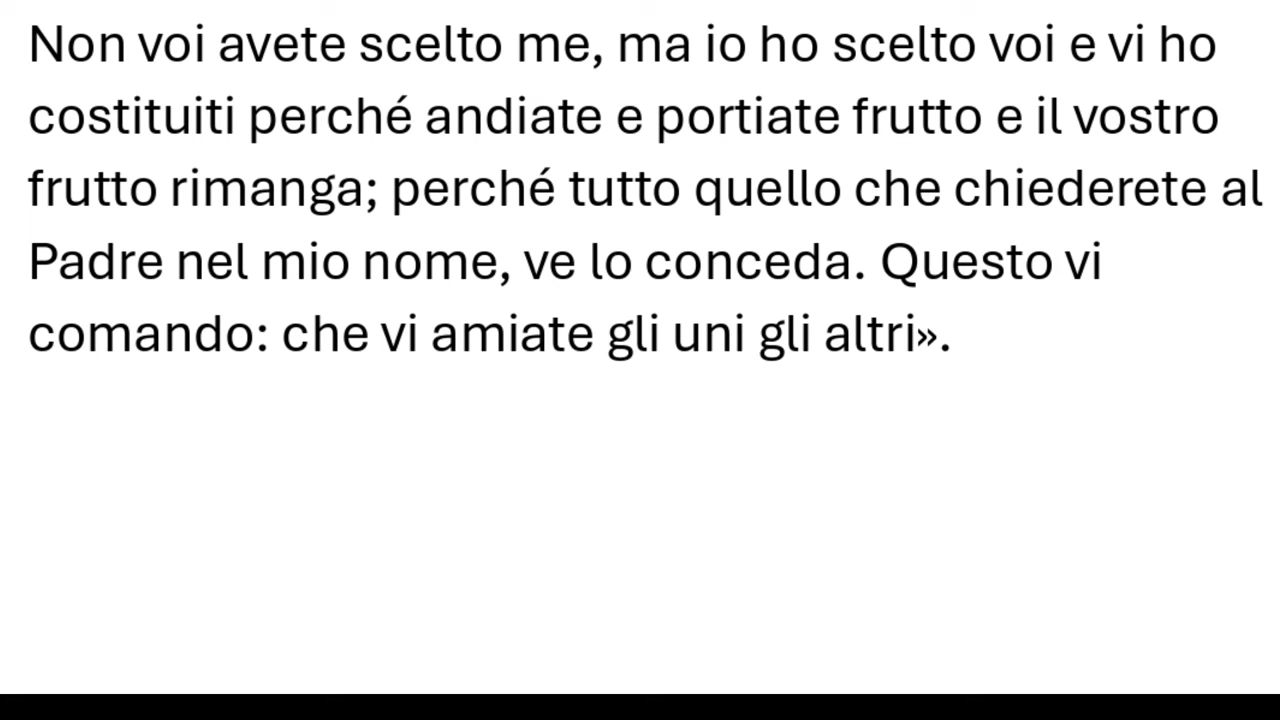 Non voi avete scelto me, ma io ho scelto voi e vi ho
costituiti perché andiate e portiate frutto e il vostro
frutto rimanga; perché tutto quello che chiederete al
Padre nel mio nome, ve lo conceda. Questo vi
comando: che vi amiate gli uni gli altri».